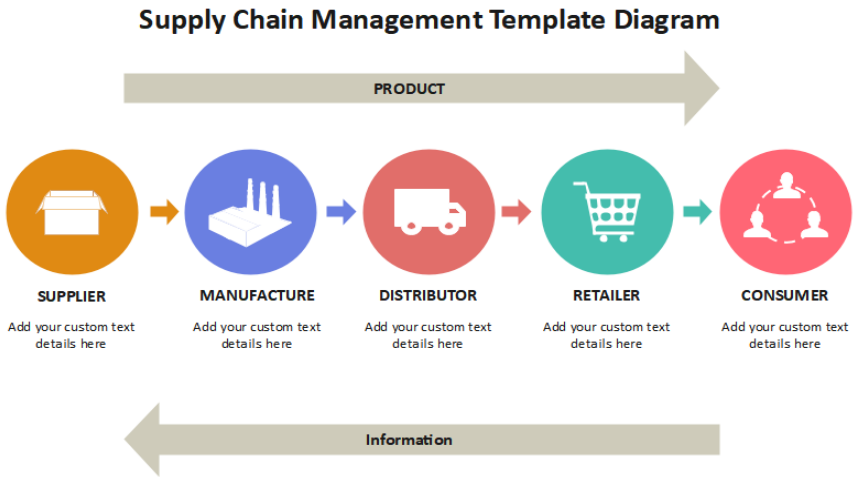 Supply Chain Management Template Diagram
PRODUCT
SUPPLIER
Add your custom text
details here
MANUFACTURE
Add your custom text
details here
DISTRIBUTOR
Add your custom text
details here
RETAILER
Add your custom text
details here
CONSUMER
Add your custom text
details here
Information